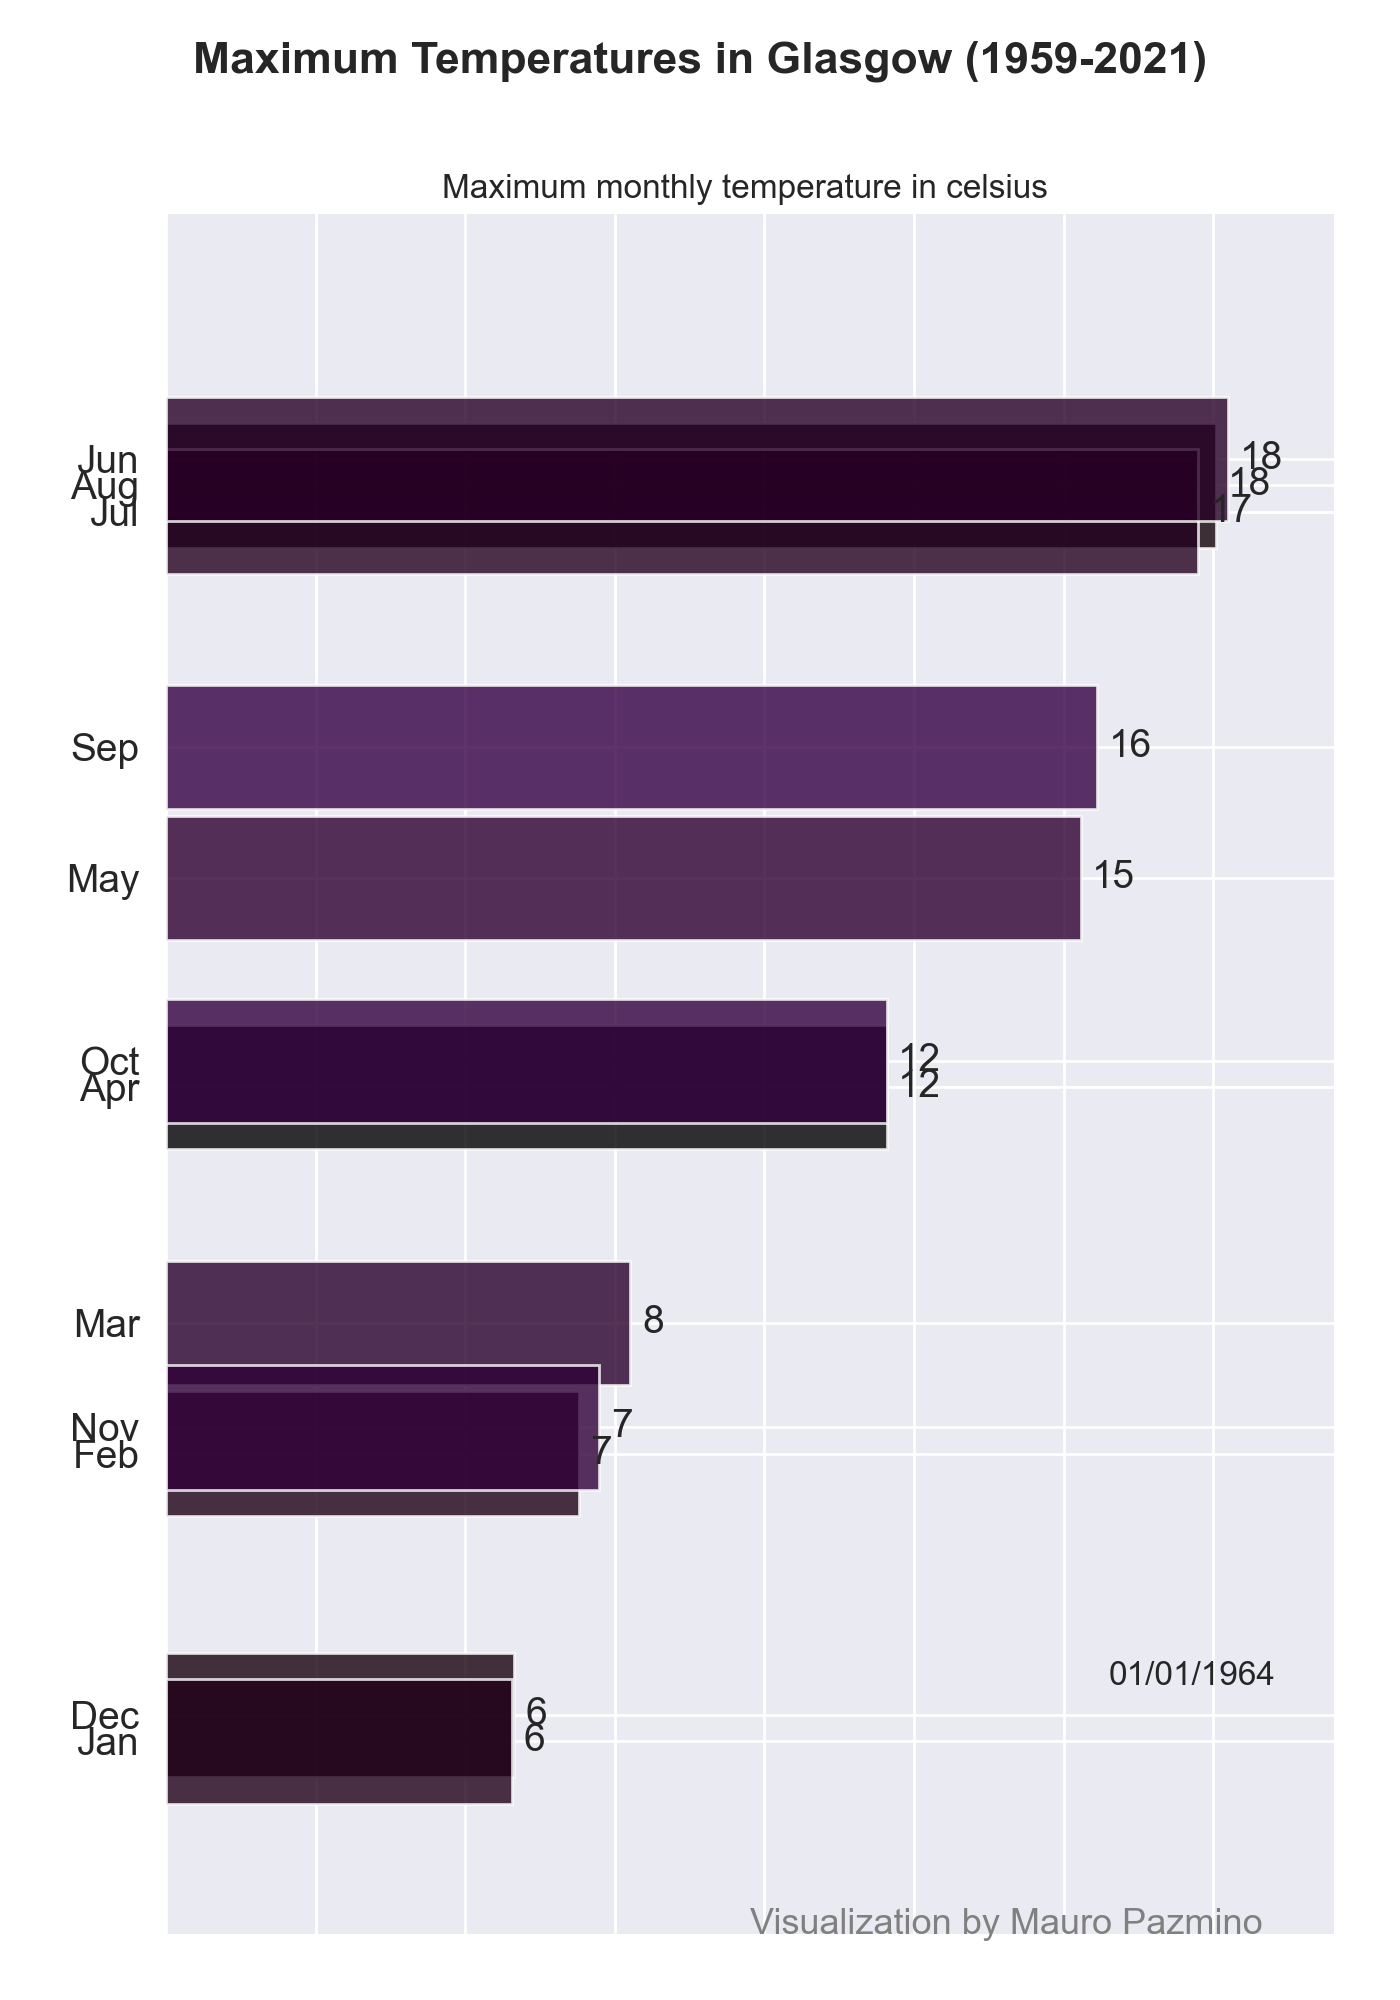 Maximum Temperatures in Glasgow (1959-2021)
Maximum monthly temperature in celsius
Jun 18
Aug 18
Jul 17
Sep 16
May 15
Oct 12
Apr 12
Mar 8
Nov 7
Feb 7
01/01/1964
Dec 6
Jan 6
Visualization by Mauro Pazmino